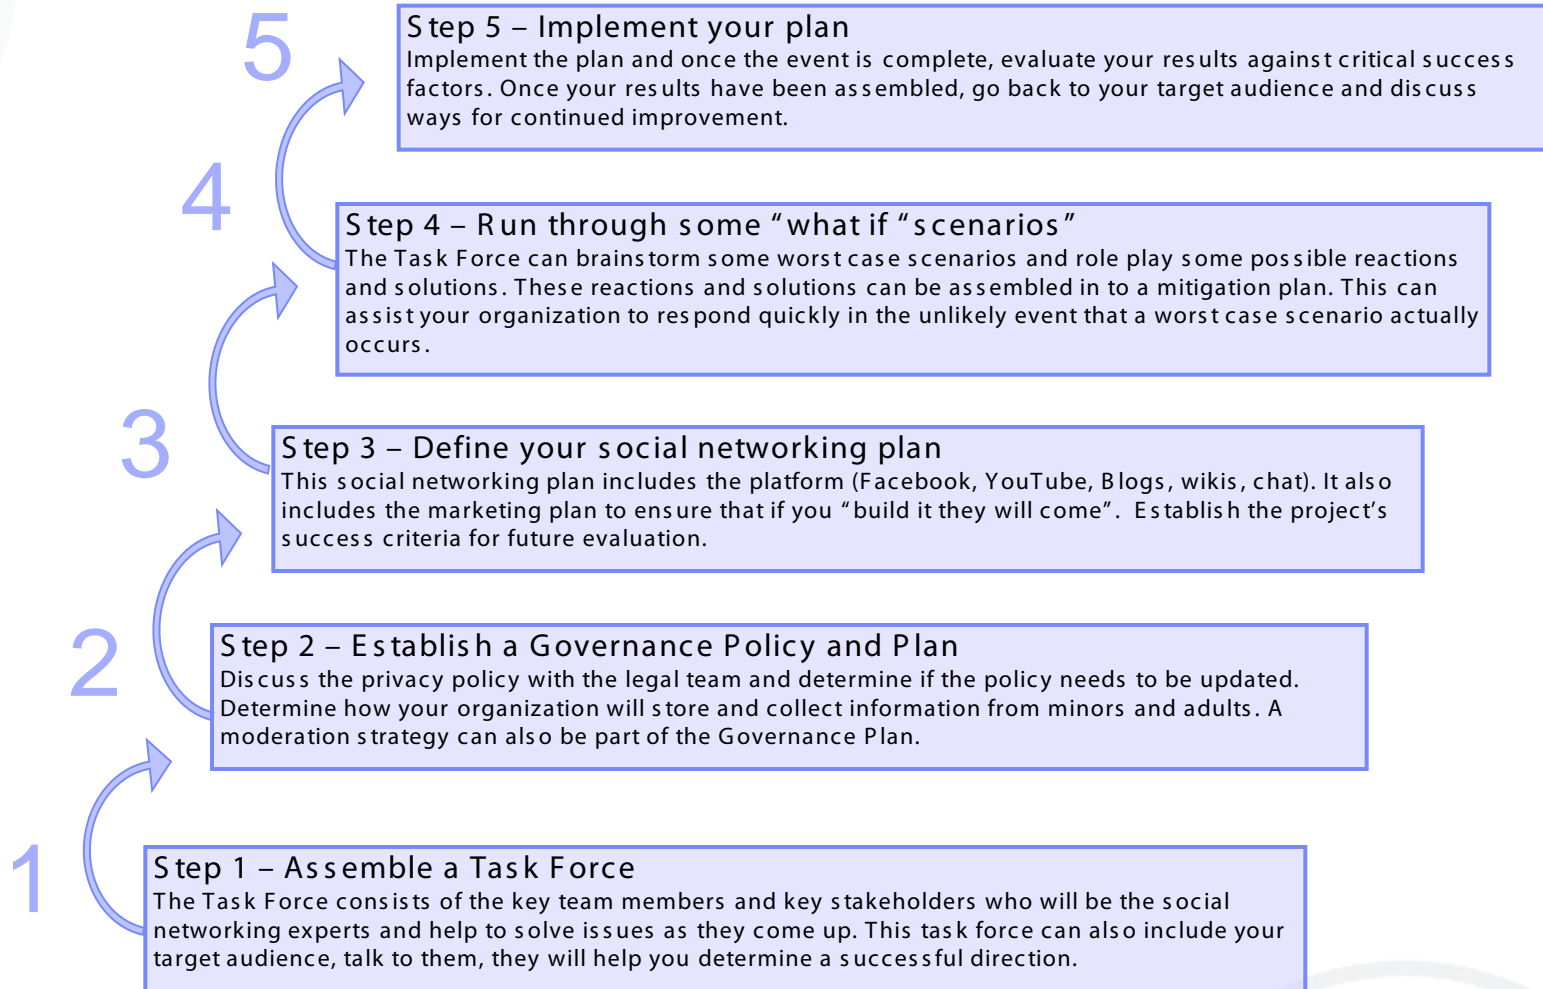 5
Step 5 – Implement your plan
Implement the plan and once the event is complete, evaluate your results against critical success
factors. Once your results have been assembled, go back to your target audience and discuss
ways for continued improvement.
4
Step 4 – Run through some “what if “scenarios”
The Task Force can brainstorm some worst case scenarios and role play some possible reactions
and solutions. These reactions and solutions can be assembled in to a mitigation plan. This can
assist your organization to respond quickly in the unlikely event that a worst case scenario actually
occurs.
3
Step 3 – Define your social networking plan
This social networking plan includes the platform (Facebook, YouTube, Blogs, wikis, chat). It also
includes the marketing plan to ensure that if you “build it they will come”. Establish the project’s
success criteria for future evaluation.
2
Step 2 – Establish a Governance Policy and Plan
Discuss the privacy policy with the legal team and determine if the policy needs to be updated.
Determine how your organization will store and collect information from minors and adults. A
moderation strategy can also be part of the Governance Plan.
1
Step 1 – Assemble a Task Force
The Task Force consists of the key team members and key stakeholders who will be the social
networking experts and help to solve issues as they come up. This task force can also include your
target audience, talk to them, they will help you determine a successful direction.